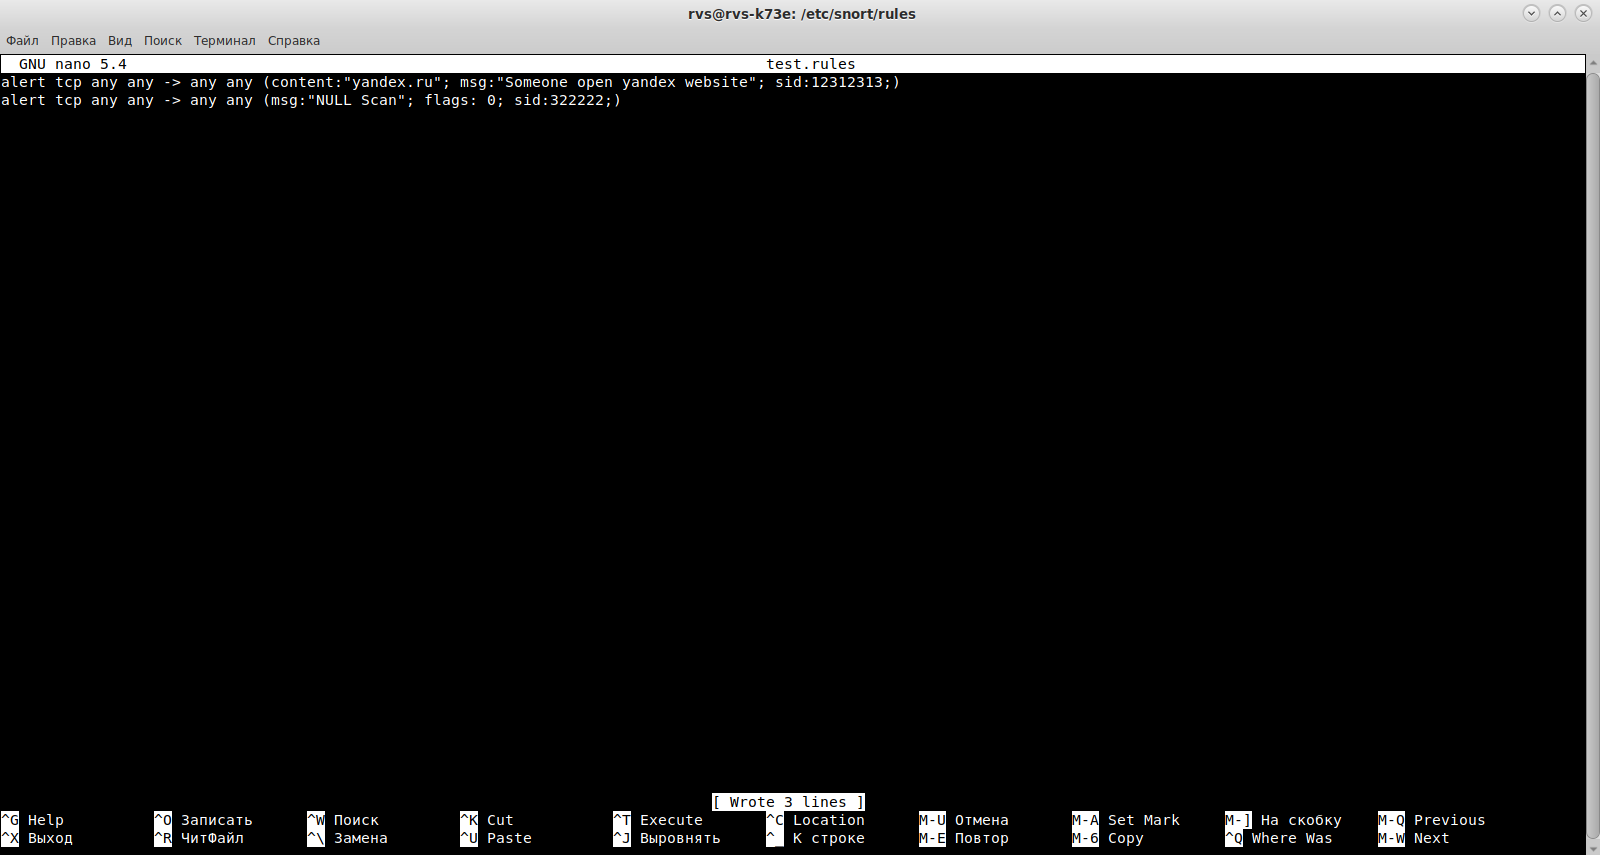 rvs@rvs-k73e: /etc/snort/rules
Файл Правка Вид Поиск Терминал Справка
GNU nano 5.4 test.rules
alert tcp any any -> any any (content:"yandex.ru"; msg:"Someone open yandex website"; sid:12312313;)
alert tcp any any -> any any (msg:"NULL Scan"; flags: 0; sid:322222;)
[ Wrote 3 lines ]
^G Help ^O Записать ^W Поиск ^K Cut ^T Execute ^C Location M-U Отмена M-A Set Mark M-] На скобку M-Q Previous
^X Выход ^R ЧитФайл ^\ Замена ^U Paste ^J Выровнять ^_ К строке M-E Повтор M-6 Copy ^Q Where Was M-W Next